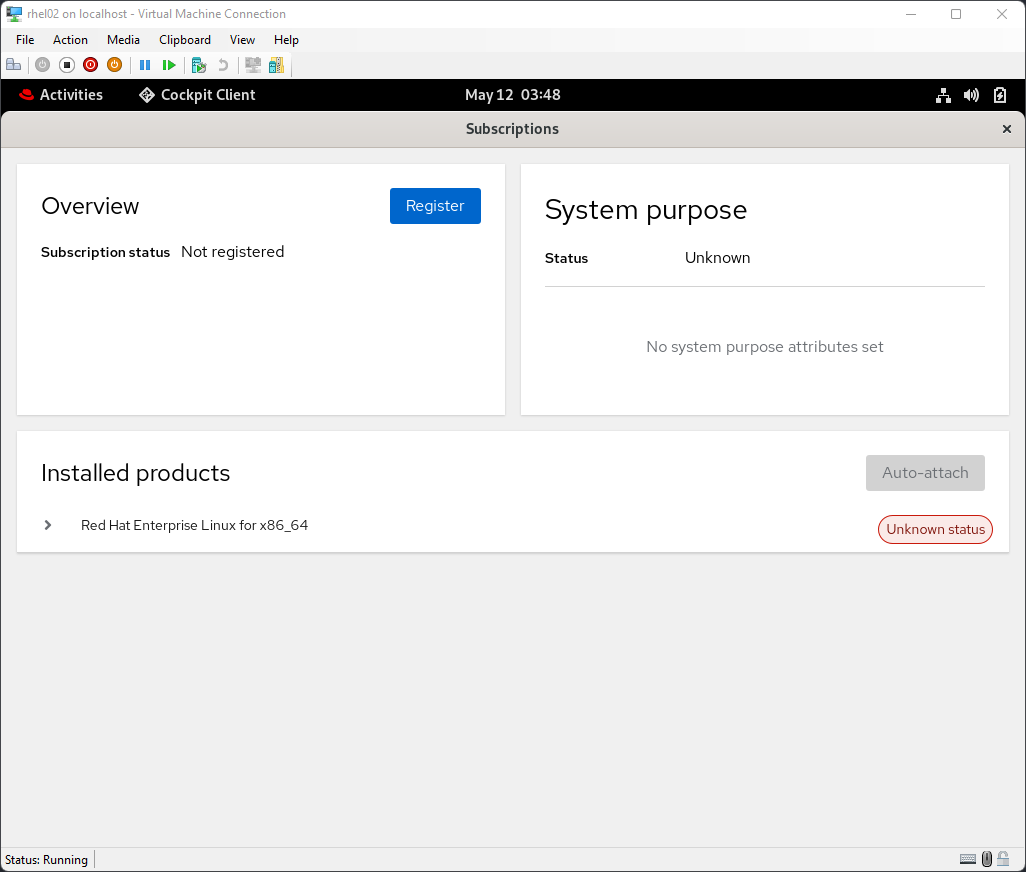 rhel02 on localhost - Virtual Machine Connection
File Action Media Clipboard View Help
Activities Cockpit Client May 12 03:48
Subscriptions
Overview
Register
Subscription status Not registered
System purpose
Status Unknown
No system purpose attributes set
Installed products
Auto-attach
Red Hat Enterprise Linux for x86_64
Unknown status
Status: Running